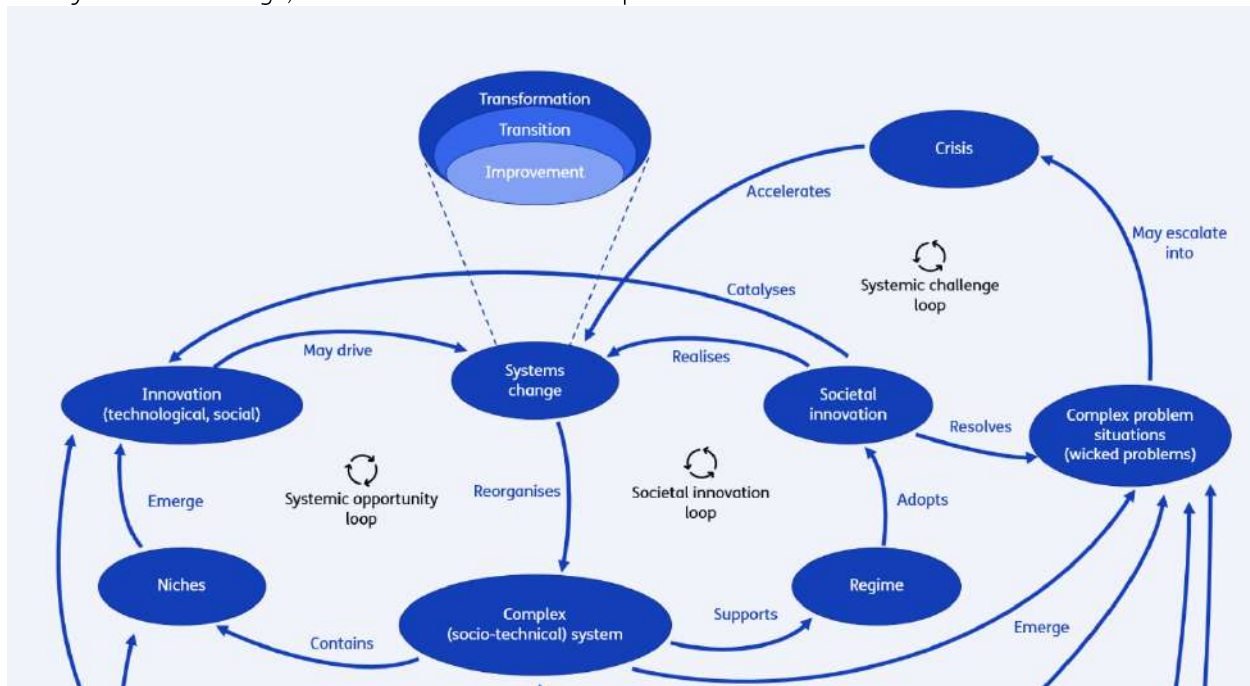 Transformation
Transition
Improvement
Crisis
Accelerates
May escalate
into
Systemic challenge
loop
Catalyses
May drive
Systems
change
Realises
Innovation
(technological, social)
Societal
innovation
Resolves
Complex problem
situations
(wicked problems)
Emerge
Systemic opportunity
loop
Reorganises
Societal innovation
loop
Adopts
Niches
Regime
Complex
(socio-technical) system
Contains
Supports
Emerge